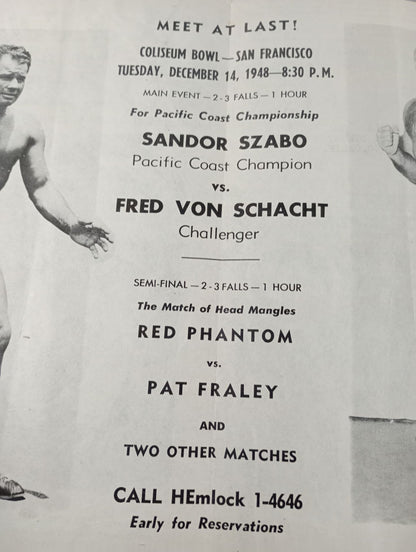 MEET AT LAST!
COLISEUM BOWL—SAN FRANCISCO
TUESDAY, DECEMBER 14, 1948—8:30 P.M.
MAIN EVENT — 2-3 FALLS — 1 HOUR
For Pacific Coast Championship
SANDOR SZABO
Pacific Coast Champion
vs.
FRED VON SCHACHT
Challenger
SEMI-FINAL — 2-3 FALLS — 1 HOUR
The Match of Head Mangles
RED PHANTOM
vs.
PAT FRALEY
AND
TWO OTHER MATCHES
CALL HEmlock 1-4646
Early for Reservations